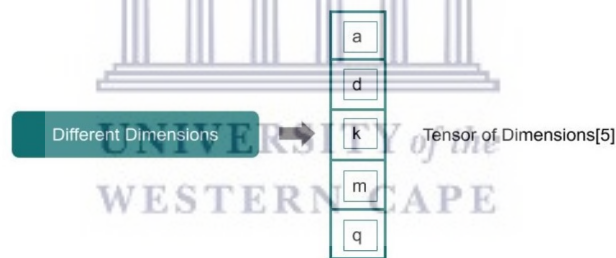 a
d
Different Dimensions
k
Tensor of Dimensions[5]
UNIVERSITY of the
m
WESTERN CAPE
q